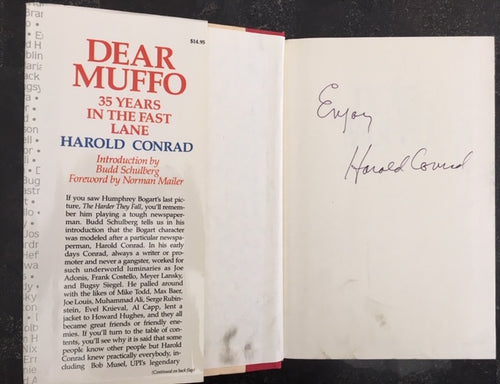 $14.95
DEAR
MUFFO
35 YEARS
IN THE FAST
LANE
HAROLD CONRAD
Introduction by
Budd Schulberg
Foreword by Norman Mailer
If you saw Humphrey Bogart's last pic-
ture, The Harder They Fall, you'll remem-
ber him playing a tough newspaper-
man. Budd Schulberg tells us in his
introduction that the Bogart character
was modeled after a particular newspa-
perman, Harold Conrad. In his early
days Conrad, always a writer or pro-
moter and never a gangster, worked for
such underworld luminaries as Joe
Adonis, Frank Costello, Meyer Lansky,
and Bugsy Siegel. He palled around
with the likes of Mike Todd, Max Baer,
Joe Louis, Muhammad Ali, Serge Rubin-
stein, Evel Knieval, Al Capp, lent a
jacket to Howard Hughes, and they all
became great friends or friendly ene-
mies. If you'll turn to the table of con-
tents, you'll see why it is said that some
people know other people but Harold
Conrad knew practically everybody, in-
cluding Bob Musel, UPI's legendary
(Continued on back flap)
Enjoy
Harold Conrad